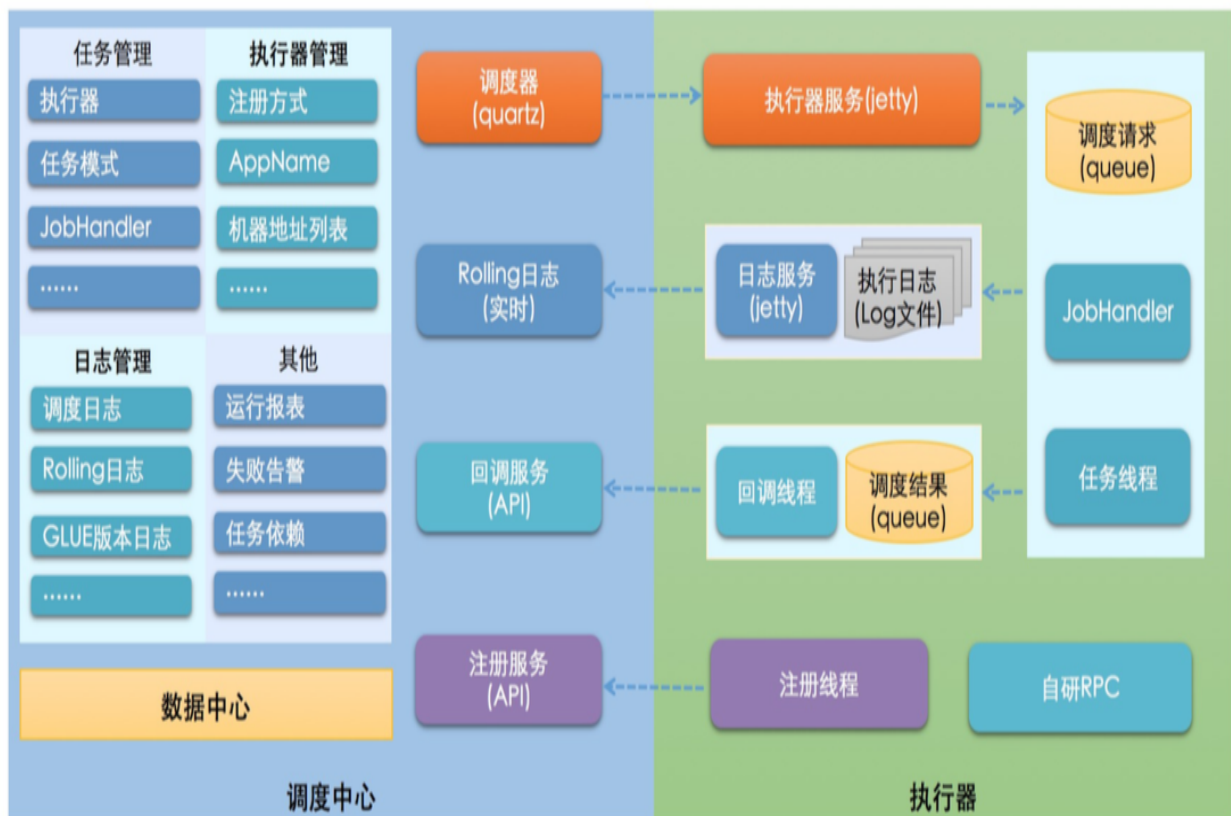 任务管理
执行器
任务模式
JobHandler
······
执行器管理
注册方式
AppName
机器地址列表
······
日志管理
调度日志
Rolling日志
GLUE版本日志
······
其他
运行报表
失败告警
任务依赖
······
数据中心
调度器
(quartz)
Rolling日志
(实时)
回调服务
(API)
注册服务
(API)
调度中心
执行器服务(jetty)
日志服务
(jetty)
执行日志
(Log文件)
回调线程
调度结果
(queue)
注册线程
自研RPC
调度请求
(queue)
JobHandler
任务线程
执行器